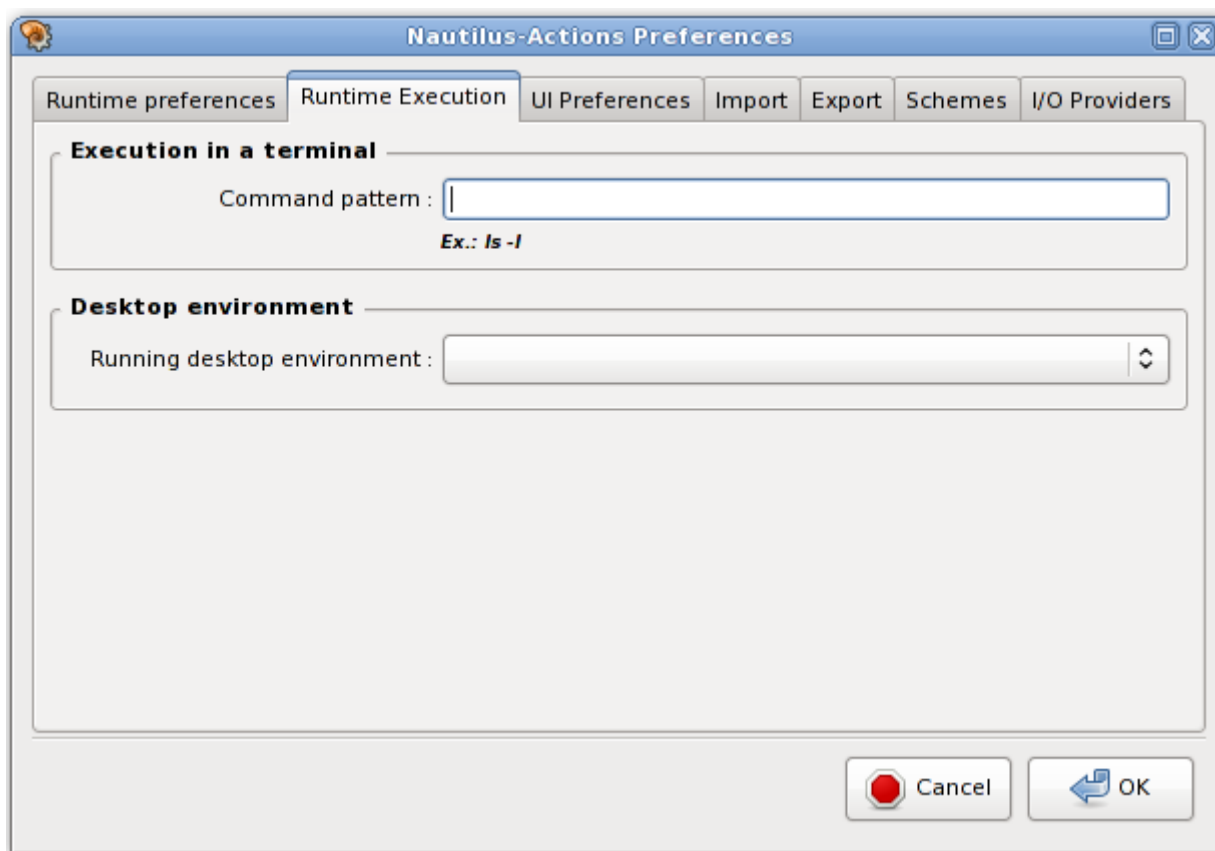 Nautilus-Actions Preferences
Runtime preferences Runtime Execution UI Preferences Import Export Schemes I/O Providers
Execution in a terminal
Command pattern :
Ex.: ls -l
Desktop environment
Running desktop environment :
Cancel OK